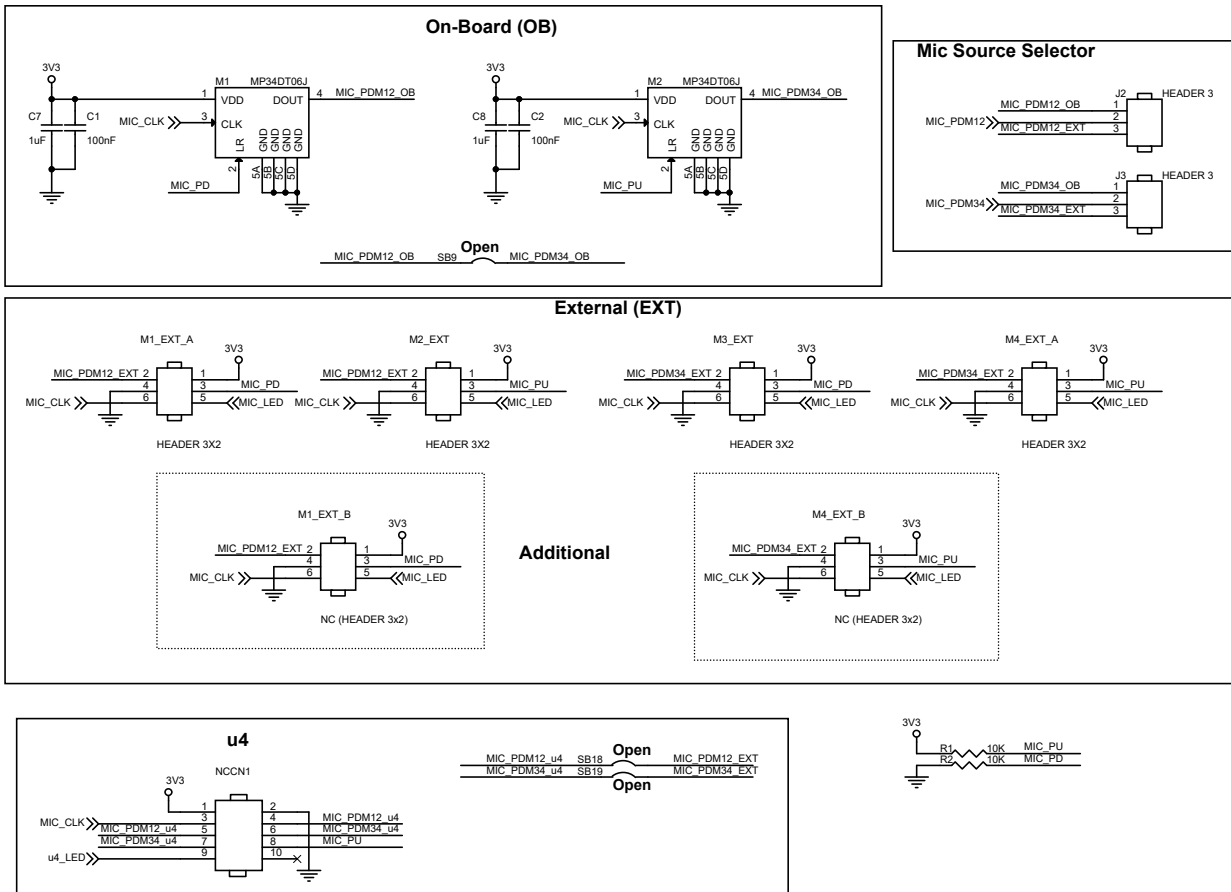 On-Board (OB)
3V3
M1 MP34DT06J
1 VDD DOUT 4 MIC_PDM12_OB
C7 C1
1uF 100nF
MIC_CLK 3 CLK
LR GND GND GND GND
2 5A 5B 5C 5D
MIC_PD
3V3
M2 MP34DT06J
1 VDD DOUT 4 MIC_PDM34_OB
C8 C2
1uF 100nF
MIC_CLK 3 CLK
LR GND GND GND GND
2 5A 5B 5C 5D
MIC_PU
Open
MIC_PDM12_OB SB9 MIC_PDM34_OB
Mic Source Selector
J2 HEADER 3
MIC_PDM12_OB 1
MIC_PDM12 2
MIC_PDM12_EXT 3
J3 HEADER 3
MIC_PDM34_OB 1
MIC_PDM34 2
MIC_PDM34_EXT 3
External (EXT)
M1_EXT_A
3V3
MIC_PDM12_EXT 2 1
4 3 MIC_PD
MIC_CLK 6 5 MIC_LED
HEADER 3X2
M2_EXT
3V3
MIC_PDM12_EXT 2 1
4 3 MIC_PU
MIC_CLK 6 5 MIC_LED
HEADER 3X2
M3_EXT
3V3
MIC_PDM34_EXT 2 1
4 3 MIC_PD
MIC_CLK 6 5 MIC_LED
HEADER 3X2
M4_EXT_A
3V3
MIC_PDM34_EXT 2 1
4 3 MIC_PU
MIC_CLK 6 5 MIC_LED
HEADER 3X2
M1_EXT_B
3V3
MIC_PDM12_EXT 2 1
4 3 MIC_PD
MIC_CLK 6 5 MIC_LED
NC (HEADER 3x2)
Additional
M4_EXT_B
3V3
MIC_PDM34_EXT 2 1
4 3 MIC_PU
MIC_CLK 6 5 MIC_LED
NC (HEADER 3x2)
u4
NCCN1
3V3
1 2
MIC_CLK 3 4 MIC_PDM12_u4
MIC_PDM12_u4 5 6 MIC_PDM34_u4
MIC_PDM34_u4 7 8 MIC_PU
u4_LED 9 10
Open
MIC_PDM12_u4 SB18 MIC_PDM12_EXT
MIC_PDM34_u4 SB19 MIC_PDM34_EXT
Open
3V3
R1 10K MIC_PU
R2 10K MIC_PD